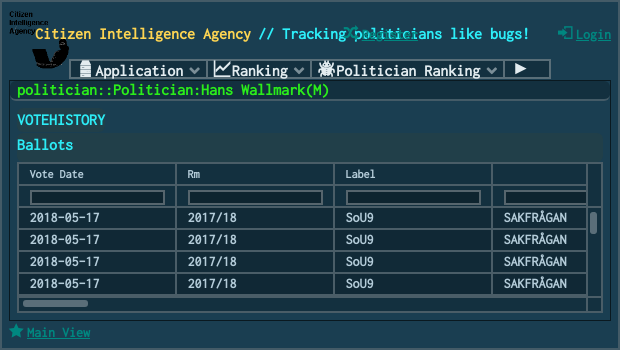 Citizen
Intelligence
Agency
Citizen Intelligence Agency // Tracking politicians like bugs!
Register
Login
Application
Ranking
Politician Ranking
politician::Politician:Hans Wallmark(M)
VOTEHISTORY
Ballots
Vote Date Rm Label
2018-05-17 2017/18 SoU9 SAKFRÅGAN
2018-05-17 2017/18 SoU9 SAKFRÅGAN
2018-05-17 2017/18 SoU9 SAKFRÅGAN
2018-05-17 2017/18 SoU9 SAKFRÅGAN
Main View